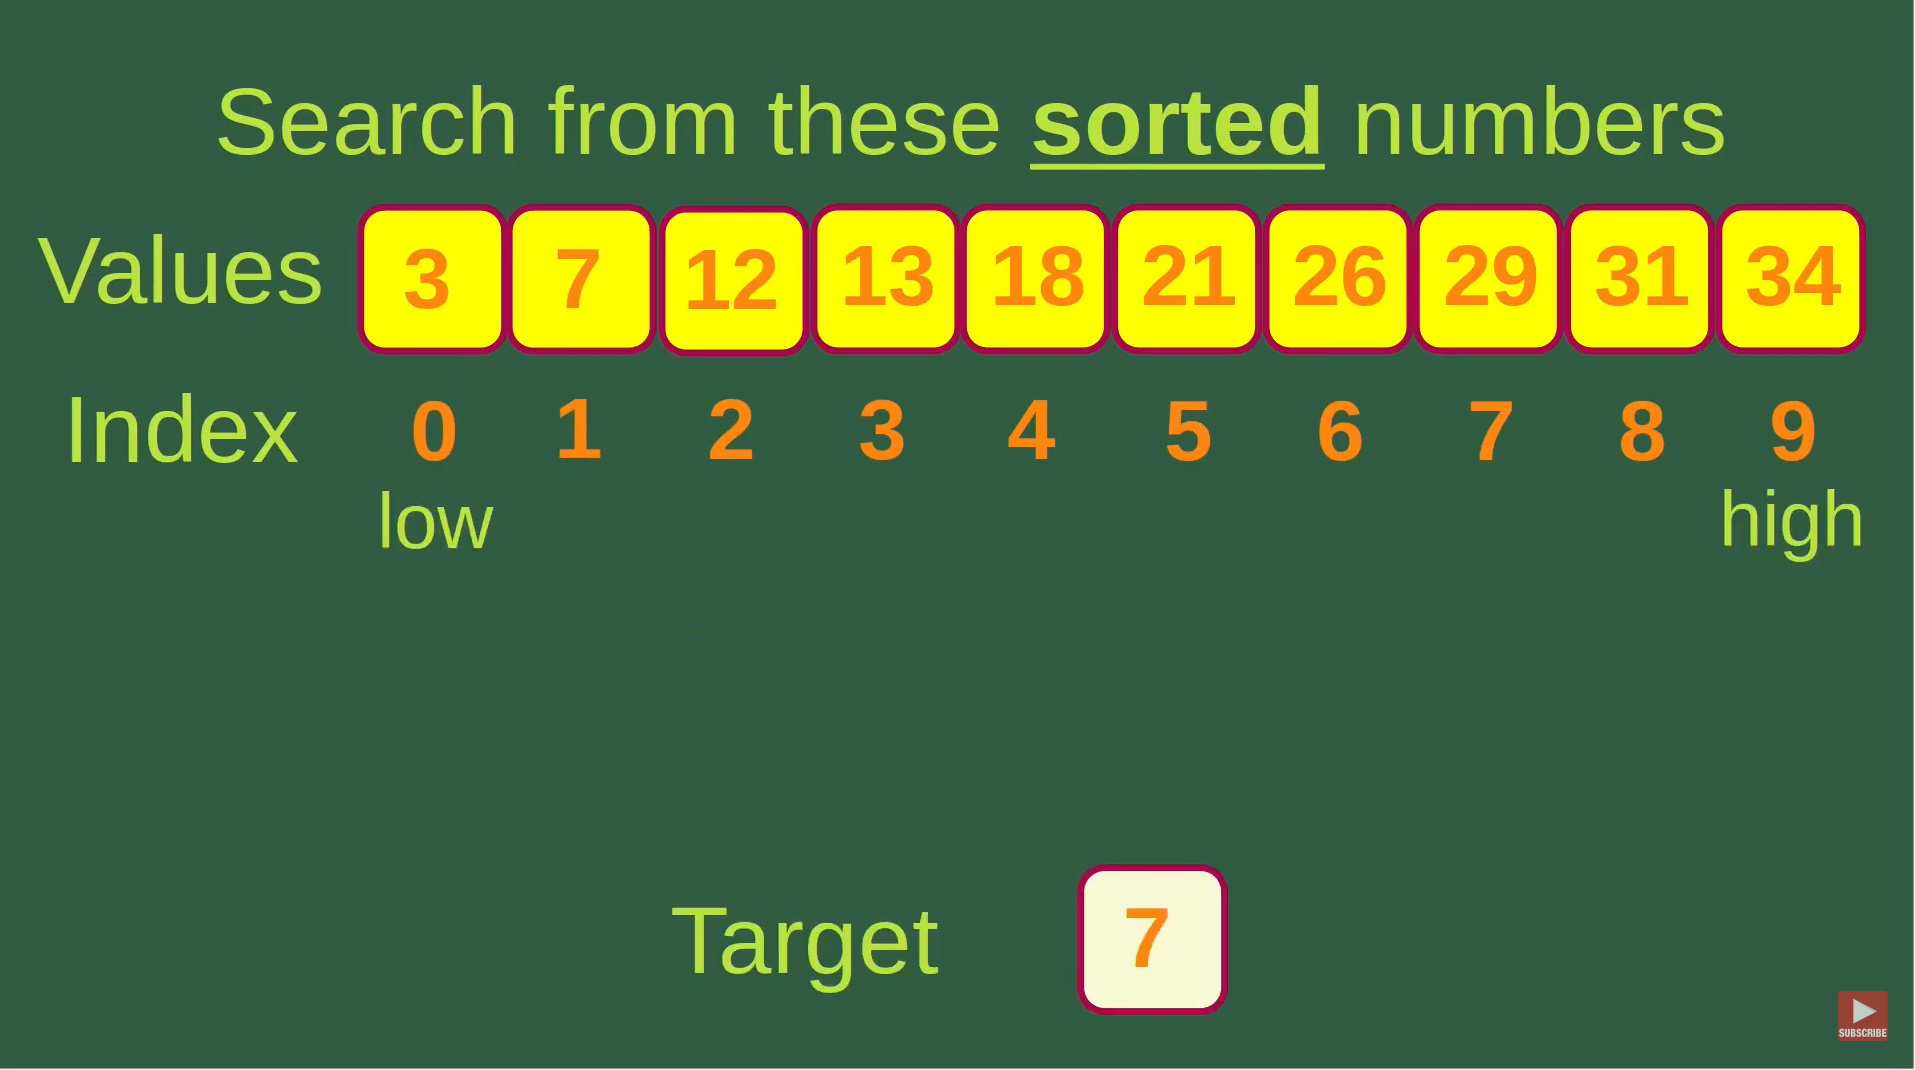 Search from these sorted numbers
Values 3 7 12 13 18 21 26 29 31 34
Index 0 1 2 3 4 5 6 7 8 9
low high
Target 7
SUBSCRIBE